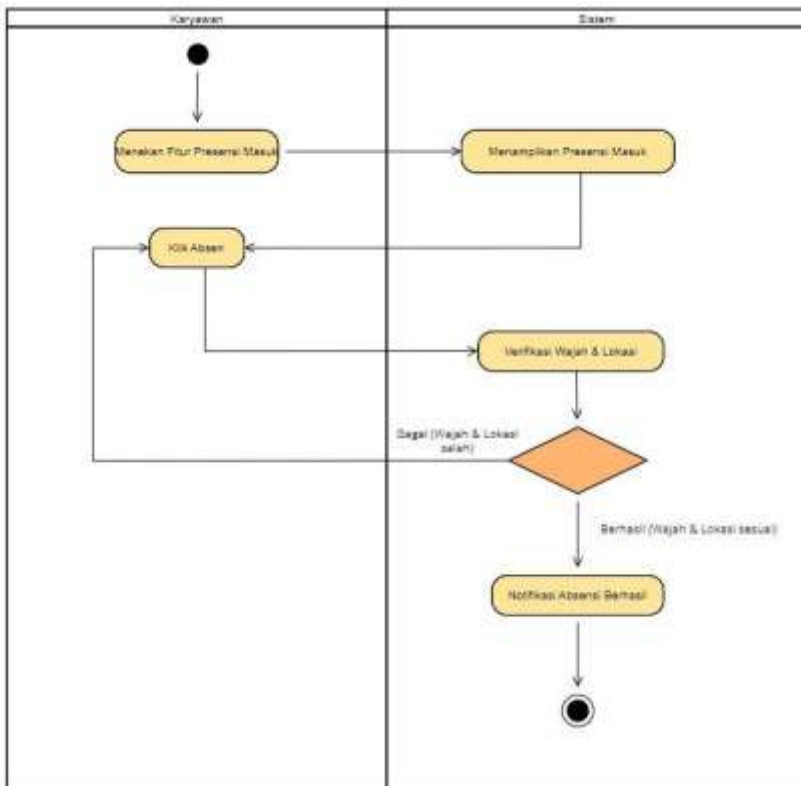 Karyawan
Sistem
Menekan Fitur Presensi Masuk
Menampilkan Presensi Masuk
Klik Absen
Verifikasi Wajah & Lokasi
Gagal (Wajah & Lokasi
salah)
Berhasil (Wajah & Lokasi sesuai)
Notifikasi Absensi Berhasil